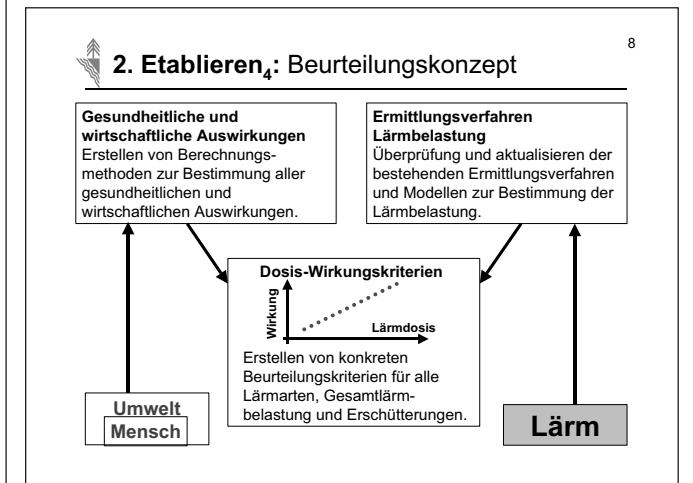 8
2. Etablieren₄: Beurteilungskonzept
Gesundheitliche und
wirtschaftliche Auswirkungen
Erstellen von Berechnungs-
methoden zur Bestimmung aller
gesundheitlichen und
wirtschaftlichen Auswirkungen.
Ermittlungsverfahren
Lärmbelastung
Überprüfung und aktualisieren der
bestehenden Ermittlungsverfahren
und Modellen zur Bestimmung der
Lärmbelastung.
Dosis-Wirkungskriterien
Wirkung
Lärmdosis
Erstellen von konkreten
Beurteilungskriterien für alle
Lärmarten, Gesamtlärm-
belastung und Erschütterungen.
Umwelt
Mensch
Lärm